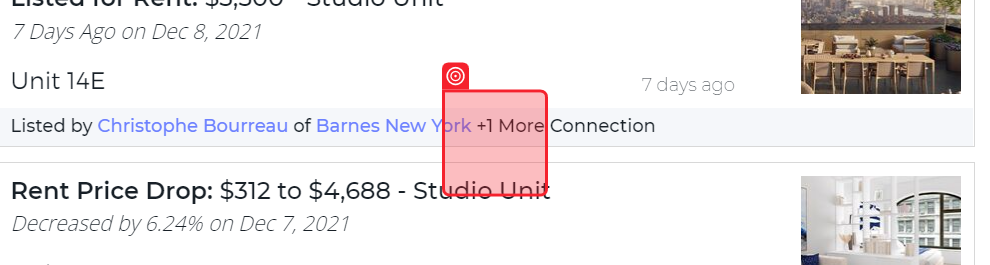 Listed for Rent: $5,500 - Studio Unit
7 Days Ago on Dec 8, 2021
Unit 14E
7 days ago
Listed by Christophe Bourreau of Barnes New York +1 More Connection
Rent Price Drop: $312 to $4,688 - Studio Unit
Decreased by 6.24% on Dec 7, 2021